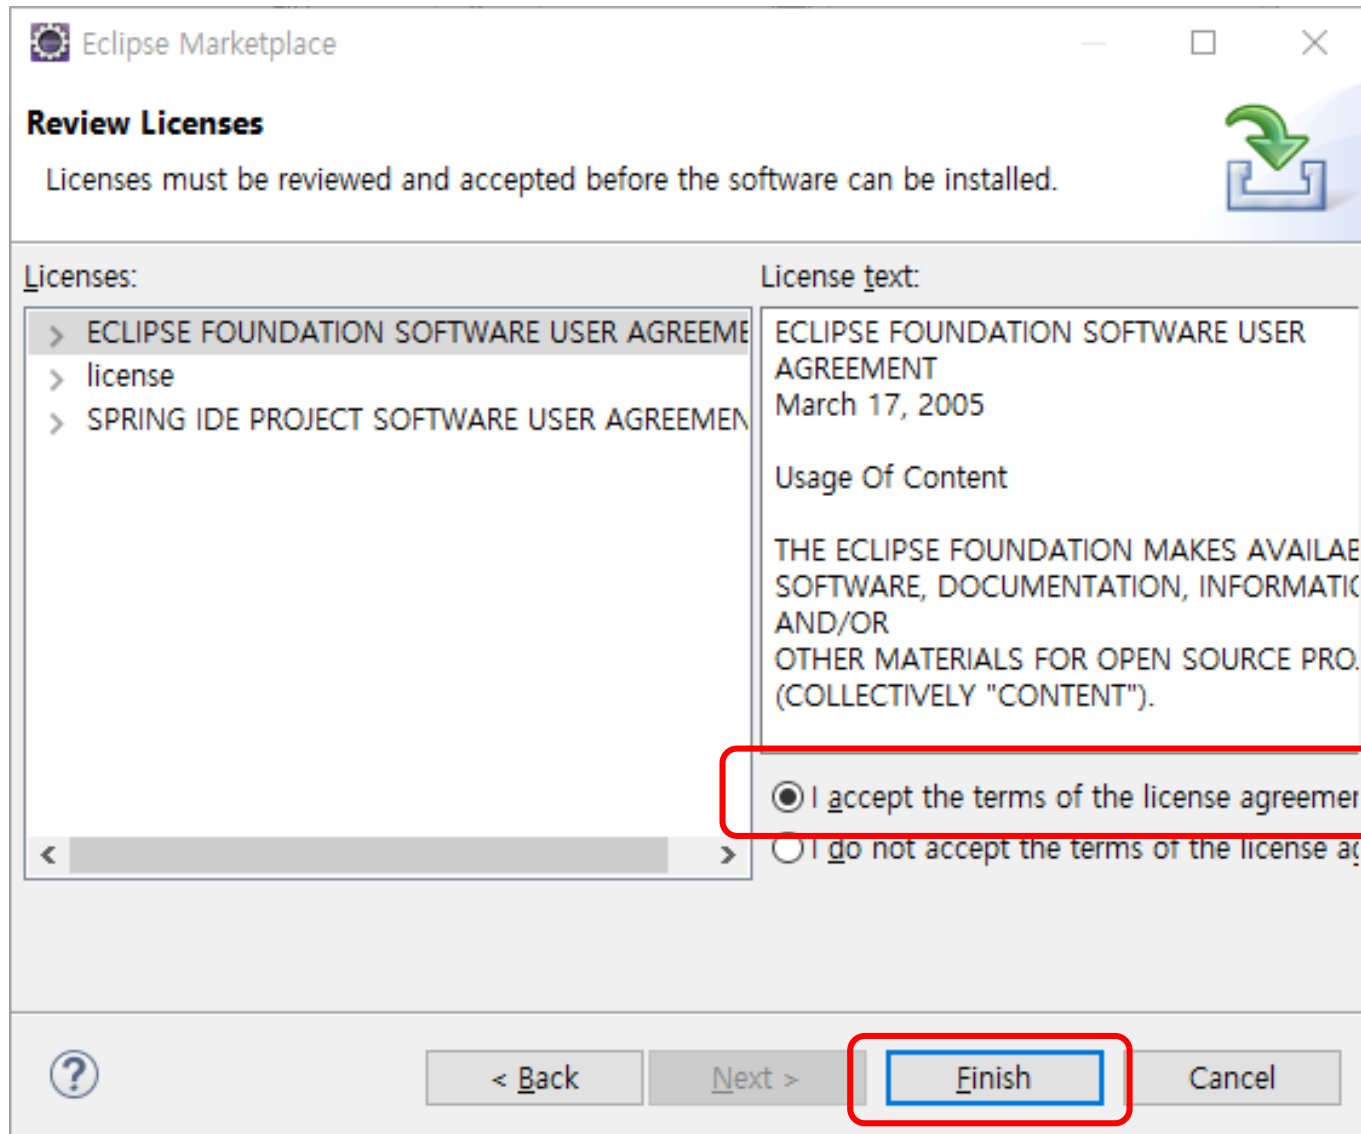 Eclipse Marketplace
Review Licenses
Licenses must be reviewed and accepted before the software can be installed.
Licenses:
ECLIPSE FOUNDATION SOFTWARE USER AGREEME
license
SPRING IDE PROJECT SOFTWARE USER AGREEMEN
License text:
ECLIPSE FOUNDATION SOFTWARE USER
AGREEMENT
March 17, 2005
Usage Of Content
THE ECLIPSE FOUNDATION MAKES AVAILAB
SOFTWARE, DOCUMENTATION, INFORMATIO
AND/OR
OTHER MATERIALS FOR OPEN SOURCE PRO
(COLLECTIVELY "CONTENT").
I accept the terms of the license agreemen
I do not accept the terms of the license ag
< Back
Next >
Finish
Cancel